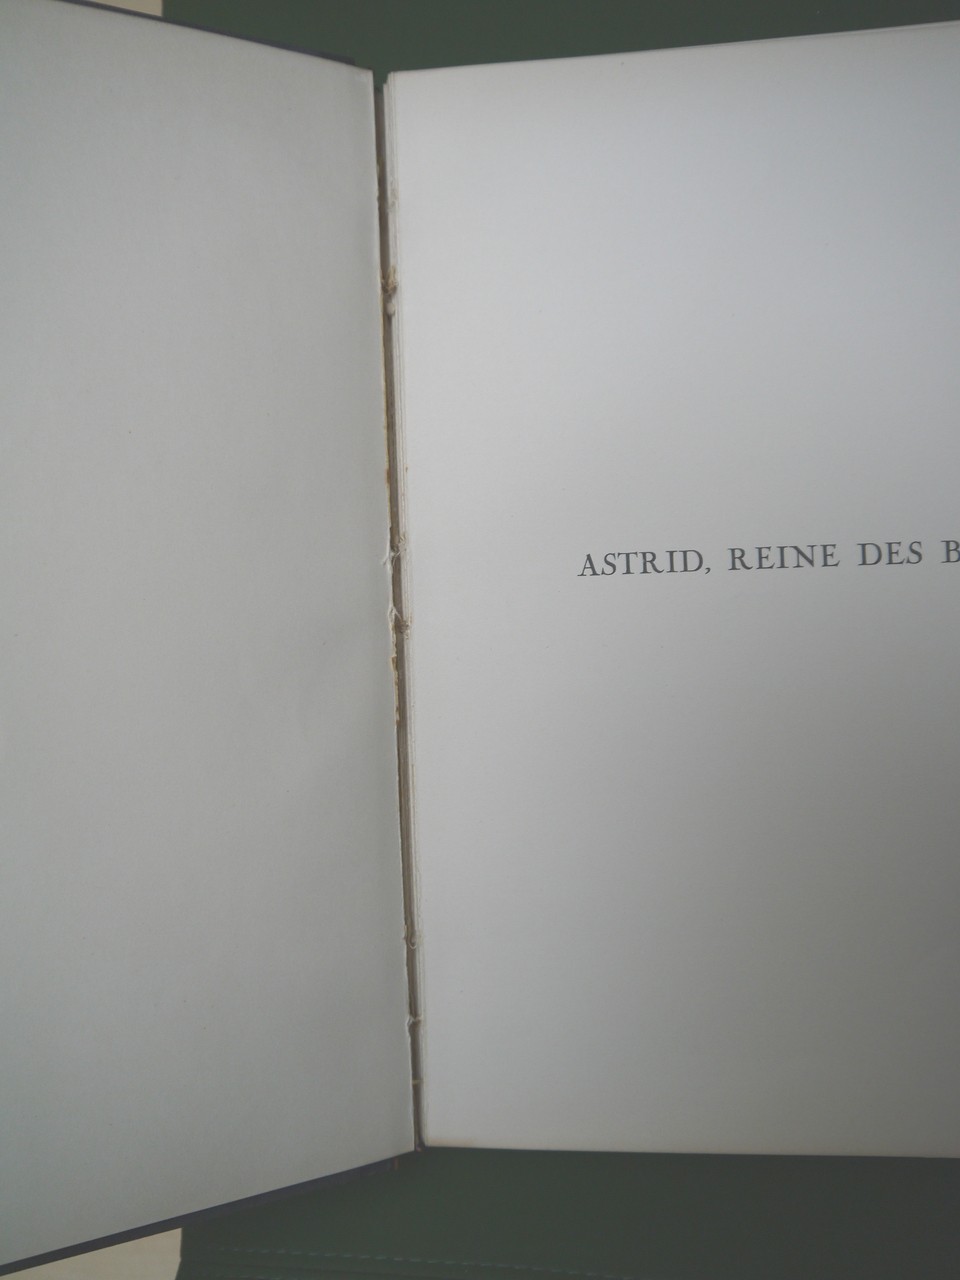 ASTRID, REINE DES B